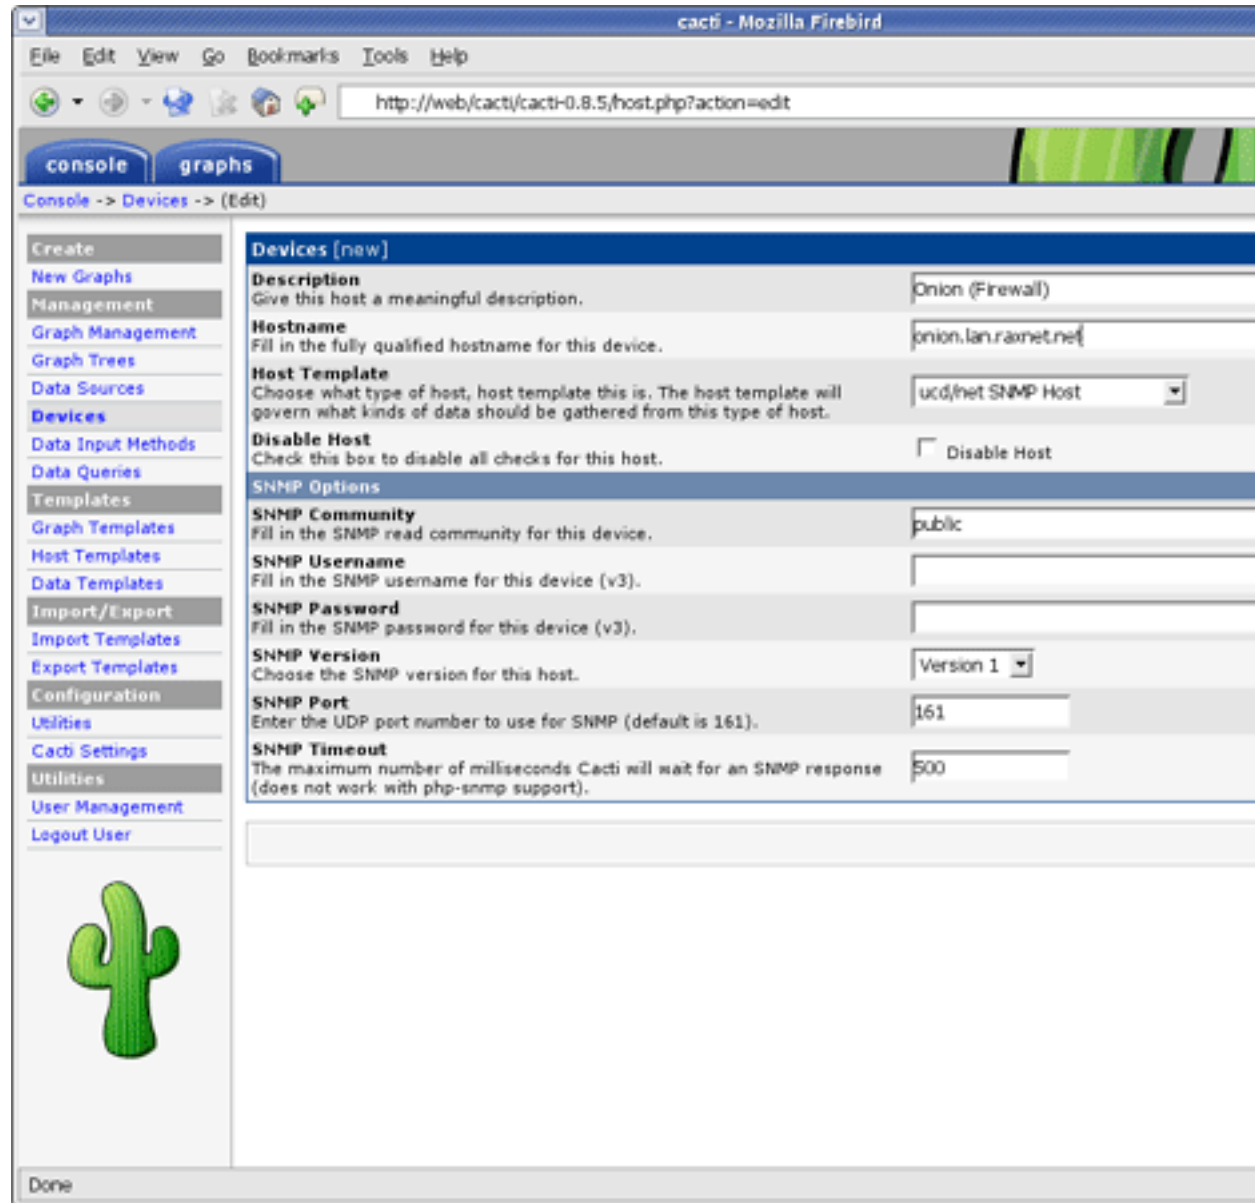 cacti - Mozilla Firebird
File Edit View Go Bookmarks Tools Help
http://web/cacti/cacti-0.8.5/host.php?action=edit
console graphs
Console -> Devices -> (Edit)
Create
New Graphs
Management
Graph Management
Graph Trees
Data Sources
Devices
Data Input Methods
Data Queries
Templates
Graph Templates
Host Templates
Data Templates
Import/Export
Import Templates
Export Templates
Configuration
Utilities
Cacti Settings
Utilities
User Management
Logout User
Devices [new]
Description
Give this host a meaningful description.
Onion (Firewall)
Hostname
Fill in the fully qualified hostname for this device.
onion.lan.raxnet.net
Host Template
Choose what type of host, host template this is. The host template will
govern what kinds of data should be gathered from this type of host.
ucd/net SNMP Host
Disable Host
Check this box to disable all checks for this host.
Disable Host
SNMP Options
SNMP Community
Fill in the SNMP read community for this device.
public
SNMP Username
Fill in the SNMP username for this device (v3).
SNMP Password
Fill in the SNMP password for this device (v3).
SNMP Version
Choose the SNMP version for this host.
Version 1
SNMP Port
Enter the UDP port number to use for SNMP (default is 161).
161
SNMP Timeout
The maximum number of milliseconds Cacti will wait for an SNMP response
(does not work with php-snmp support).
500
Done